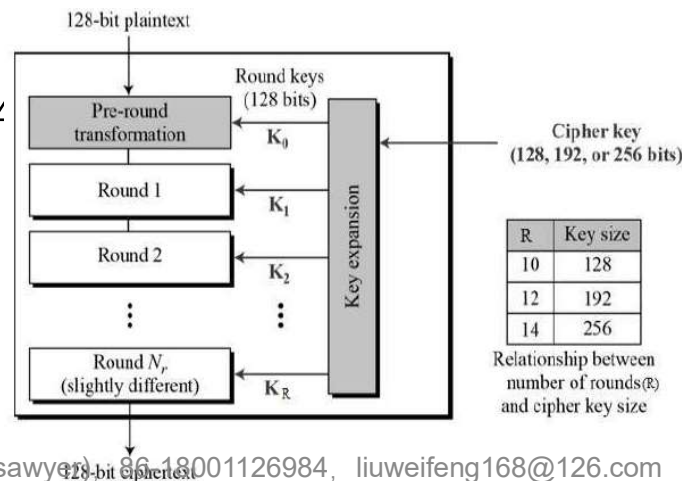 128-bit plaintext
Round keys
(128 bits)
Pre-round
transformation
K0
Cipher key
(128, 192, or 256 bits)
Round 1
K1
Round 2
K2
Key expansion
R Key size
10 128
12 192
14 256
Round Nr
(slightly different)
KR
Relationship between
number of rounds(R)
and cipher key size
128-bit ciphertext
sawyer), 86-18001126984, liuweifeng168@126.com